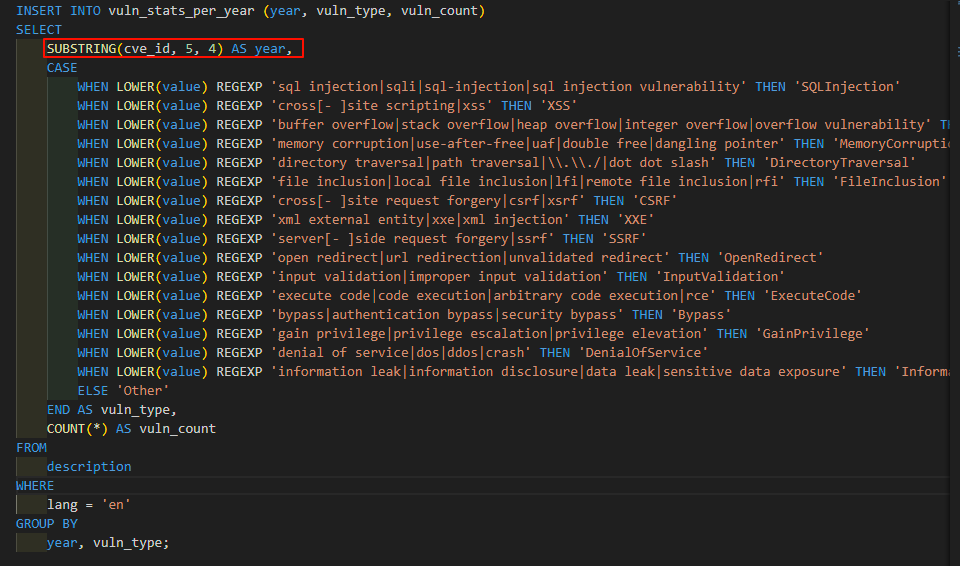 INSERT INTO vuln_stats_per_year (year, vuln_type, vuln_count)
SELECT
SUBSTRING(cve_id, 5, 4) AS year,
CASE
WHEN LOWER(value) REGEXP 'sql injection|sqli|sql-injection|sql injection vulnerability' THEN 'SQLInjection'
WHEN LOWER(value) REGEXP 'cross[- ]site scripting|xss' THEN 'XSS'
WHEN LOWER(value) REGEXP 'buffer overflow|stack overflow|heap overflow|integer overflow|overflow vulnerability' TH
WHEN LOWER(value) REGEXP 'memory corruption|use-after-free|uaf|double free|dangling pointer' THEN 'MemoryCorruptic
WHEN LOWER(value) REGEXP 'directory traversal|path traversal|\\.\\./|dot dot slash' THEN 'DirectoryTraversal'
WHEN LOWER(value) REGEXP 'file inclusion|local file inclusion|lfi|remote file inclusion|rfi' THEN 'FileInclusion'
WHEN LOWER(value) REGEXP 'cross[- ]site request forgery|csrf|xsrf' THEN 'CSRF'
WHEN LOWER(value) REGEXP 'xml external entity|xxe|xml injection' THEN 'XXE'
WHEN LOWER(value) REGEXP 'server[- ]side request forgery|ssrf' THEN 'SSRF'
WHEN LOWER(value) REGEXP 'open redirect|url redirection|unvalidated redirect' THEN 'OpenRedirect'
WHEN LOWER(value) REGEXP 'input validation|improper input validation' THEN 'InputValidation'
WHEN LOWER(value) REGEXP 'execute code|code execution|arbitrary code execution|rce' THEN 'ExecuteCode'
WHEN LOWER(value) REGEXP 'bypass|authentication bypass|security bypass' THEN 'Bypass'
WHEN LOWER(value) REGEXP 'gain privilege|privilege escalation|privilege elevation' THEN 'GainPrivilege'
WHEN LOWER(value) REGEXP 'denial of service|dos|ddos|crash' THEN 'DenialOfService'
WHEN LOWER(value) REGEXP 'information leak|information disclosure|data leak|sensitive data exposure' THEN 'Informa
ELSE 'Other'
END AS vuln_type,
COUNT(*) AS vuln_count
FROM
description
WHERE
lang = 'en'
GROUP BY
year, vuln_type;